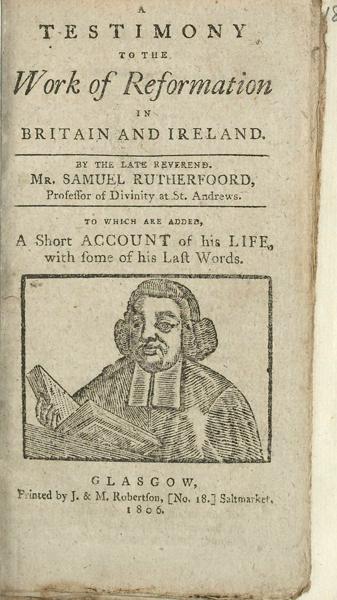 A
TESTIMONY
TO THE
Work of Reformation
IN
BRITAIN AND IRELAND.
BY THE LATE REVEREND.
MR. SAMUEL RUTHERFOORD,
Profeſſor of Divinity at St. Andrews.
TO WHICH ARE ADDED,
A Short ACCOUNT of his LIFE,
with ſome of his Laſt Words.
GLASGOW,
Printed by J. & M. Robertſon, [No. 18.] Saltmarket.
1806.